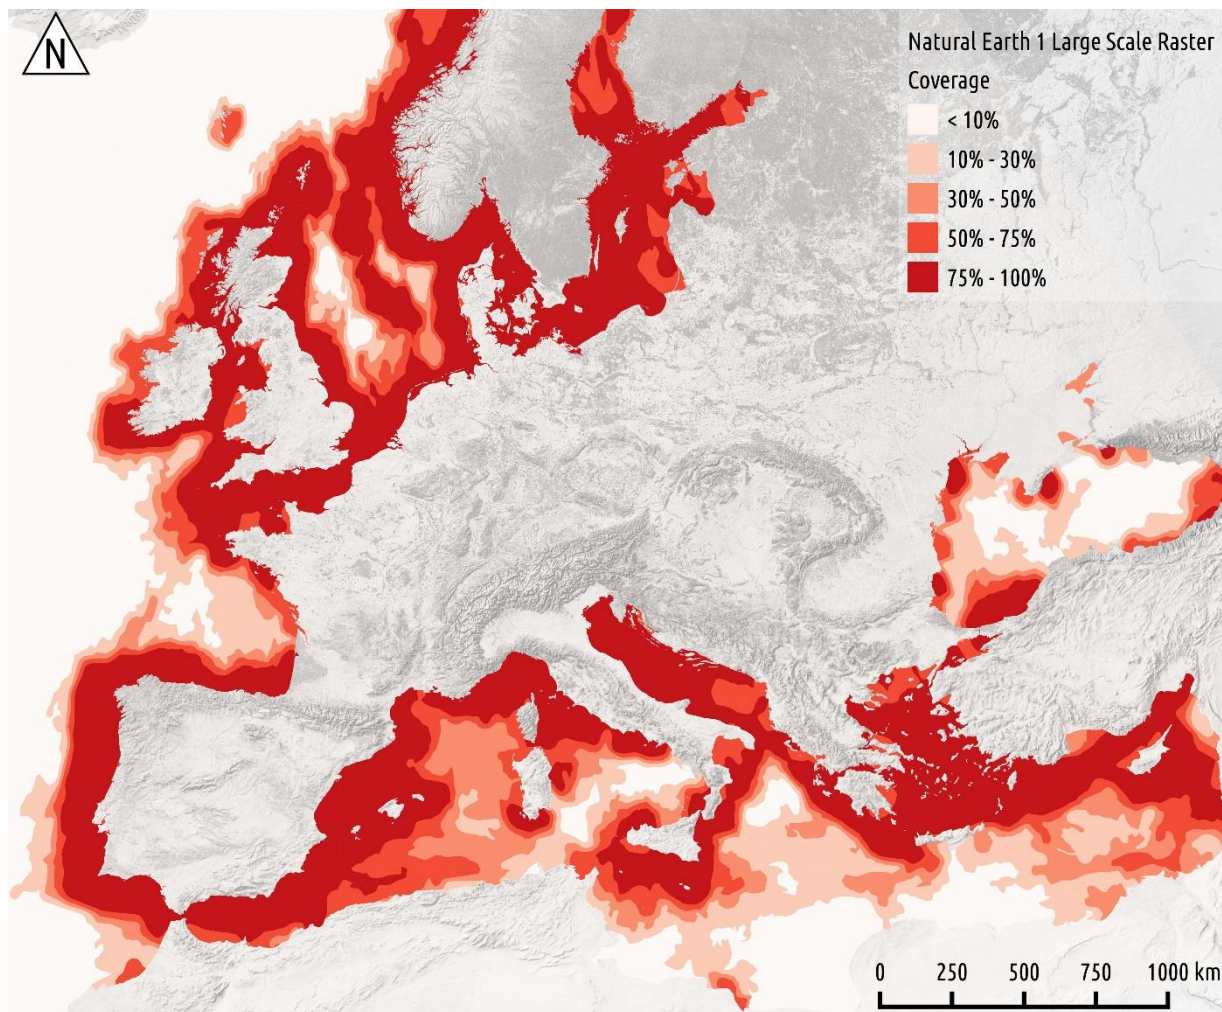 N
Natural Earth 1 Large Scale Raster
Coverage
< 10%
10% - 30%
30% - 50%
50% - 75%
75% - 100%
0 250 500 750 1000 km